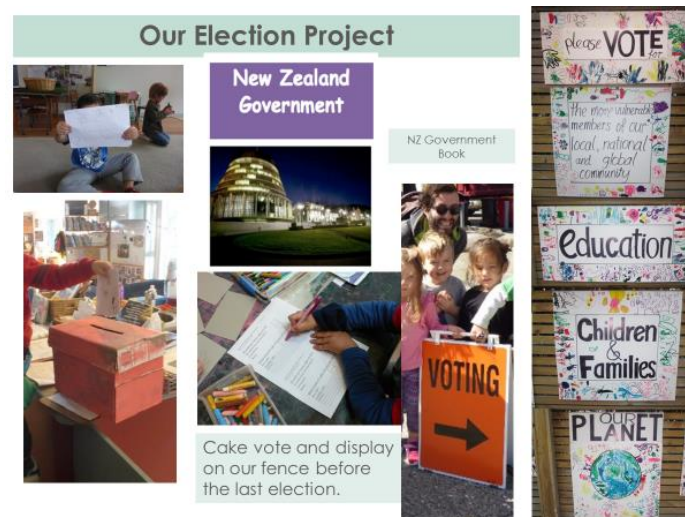 Our Election Project
New Zealand
Government
NZ Government
Book
VOTING
Cake vote and display
on our fence before
the last election.
please VOTE
for
the most vulnerable
members of our
local, national
and global
community
education
Children
&
Families
OUR
PLANET